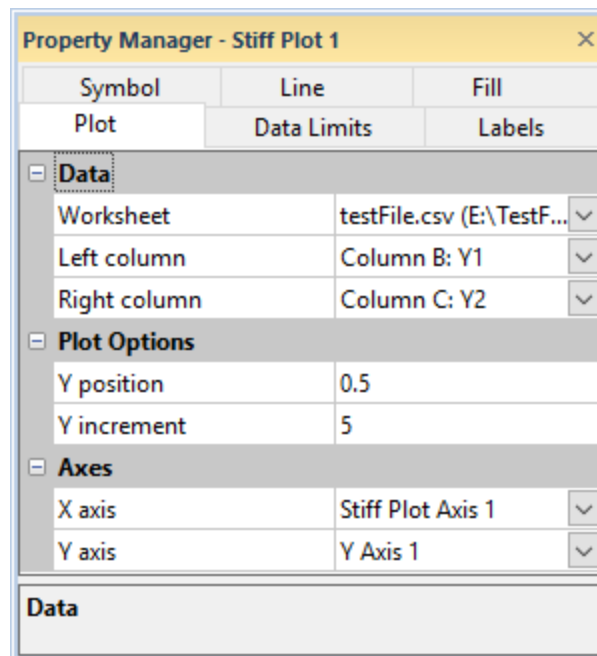 Property Manager - Stiff Plot 1
Symbol Line Fill
Plot Data Limits Labels
Data
Worksheet testFile.csv (E:\TestF...
Left column Column B: Y1
Right column Column C: Y2
Plot Options
Y position 0.5
Y increment 5
Axes
X axis Stiff Plot Axis 1
Y axis Y Axis 1
Data